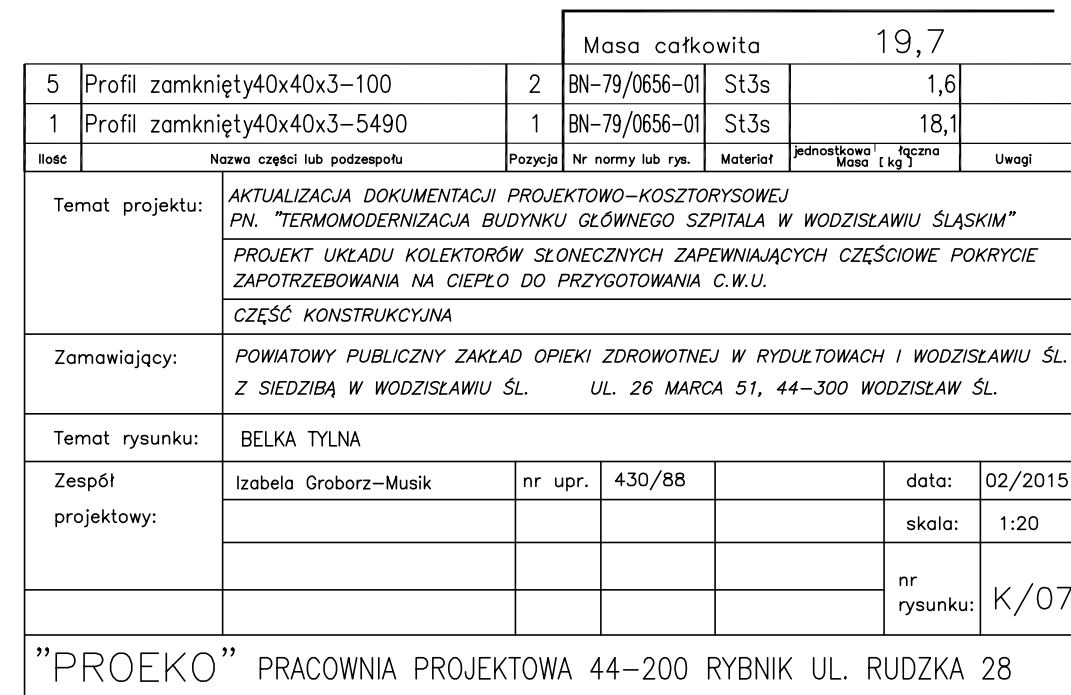 Masa całkowita 19,7
5 Profil zamknięty40x40x3-100 2 BN-79/0656-01 St3s 1,6
1 Profil zamknięty40x40x3-5490 1 BN-79/0656-01 St3s 18,1
Ilość Nazwa części lub podzespołu Pozycja Nr normy lub rys. Materiał jednostkowa łączna Uwagi
Masa [kg]
Temat projektu: AKTUALIZACJA DOKUMENTACJI PROJEKTOWO-KOSZTORYSOWEJ
PN. "TERMOMODERNIZACJA BUDYNKU GŁÓWNEGO SZPITALA W WODZISŁAWIU ŚLĄSKIM"
PROJEKT UKŁADU KOLEKTORÓW SŁONECZNYCH ZAPEWNIAJĄCYCH CZĘŚCIOWE POKRYCIE
ZAPOTRZEBOWANIA NA CIEPŁO DO PRZYGOTOWANIA C.W.U.
CZĘŚĆ KONSTRUKCYJNA
Zamawiający: POWIATOWY PUBLICZNY ZAKŁAD OPIEKI ZDROWOTNEJ W RYDUŁTOWACH I WODZISŁAWIU ŚL.
Z SIEDZIBĄ W WODZISŁAWIU ŚL. UL. 26 MARCA 51, 44-300 WODZISŁAW ŚL.
Temat rysunku: BELKA TYLNA
Zespół Izabela Groborz-Musik nr upr. 430/88 data: 02/2015
projektowy: skala: 1:20
nr
rysunku: K/07
"PROEKO" PRACOWNIA PROJEKTOWA 44-200 RYBNIK UL. RUDZKA 28